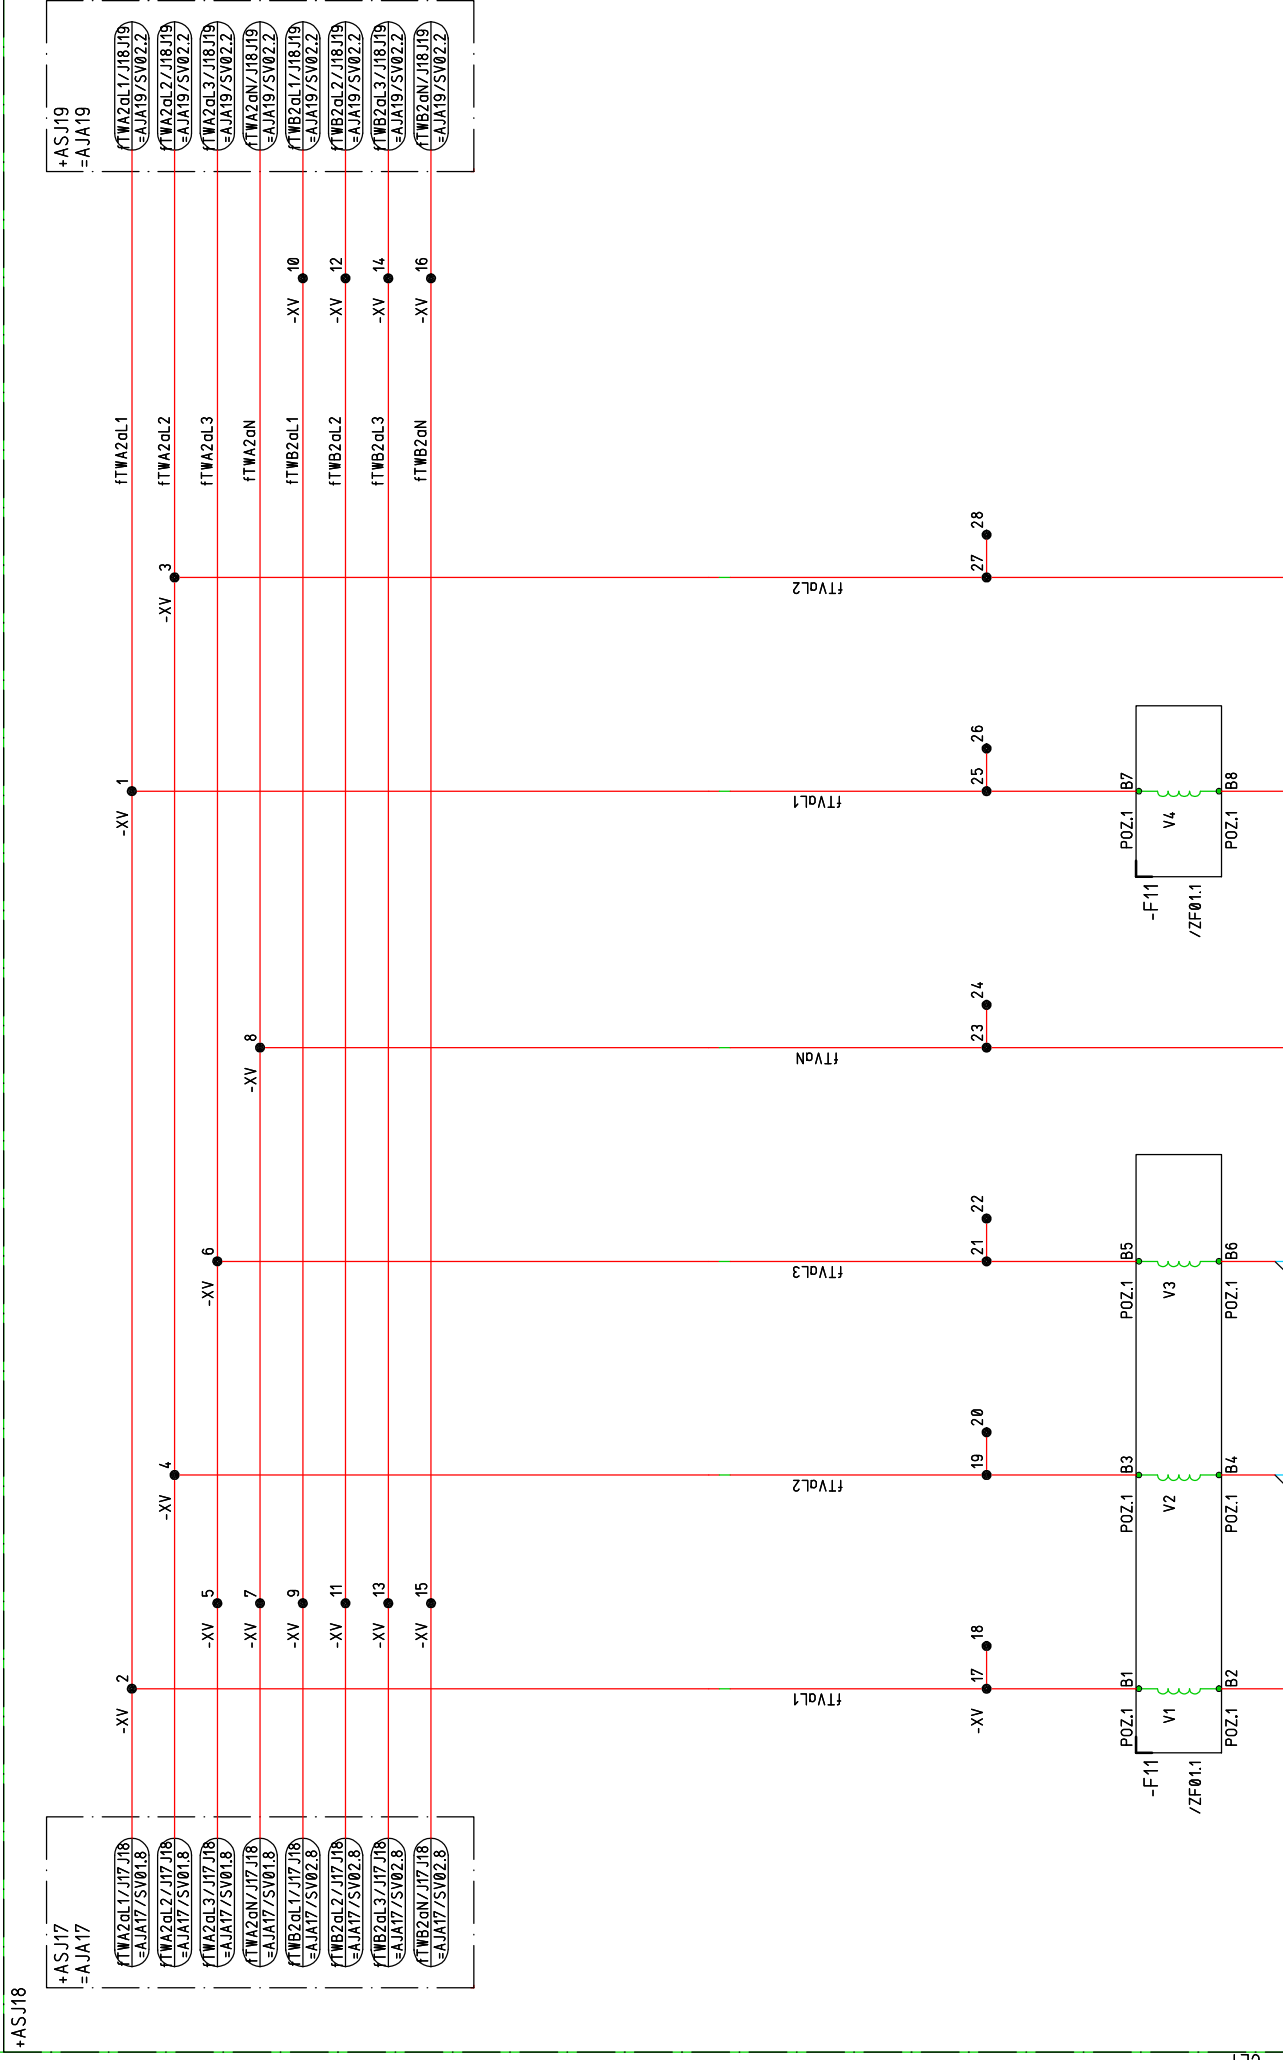 +ASJ18
+ASJ17
=AJA17
fTWA2aL1/J17J18
=AJA17/SV01.8
fTWA2aL2/J17J18
=AJA17/SV01.8
fTWA2aL3/J17J18
=AJA17/SV01.8
fTWA2aN/J17J18
=AJA17/SV01.8
fTWB2aL1/J17J18
=AJA17/SV02.8
fTWB2aL2/J17J18
=AJA17/SV02.8
fTWB2aL3/J17J18
=AJA17/SV02.8
fTWB2aN/J17J18
=AJA17/SV02.8
+ASJ19
=AJA19
fTWA2aL1/J18J19
=AJA19/SV02.2
fTWA2aL2/J18J19
=AJA19/SV02.2
fTWA2aL3/J18J19
=AJA19/SV02.2
fTWA2aN/J18J19
=AJA19/SV02.2
fTWB2aL1/J18J19
=AJA19/SV02.2
fTWB2aL2/J18J19
=AJA19/SV02.2
fTWB2aL3/J18J19
=AJA19/SV02.2
fTWB2aN/J18J19
=AJA19/SV02.2
-XV 2
-XV 1
fTWA2aL1
-XV 4
-XV 3
fTWA2aL2
-XV 5
-XV 6
fTWA2aL3
-XV 7
-XV 8
fTWA2aN
-XV 9
fTWB2aL1
-XV 10
-XV 11
fTWB2aL2
-XV 12
-XV 13
fTWB2aL3
-XV 14
-XV 15
fTWB2aN
-XV 16
fTVaL1
fTVaL2
fTVaL3
fTVaN
fTVaL1
fTVaL2
-XV 17 18
19 20
21 22
23 24
25 26
27 28
POZ.1 B1
POZ.1 B3
POZ.1 B5
POZ.1 B7
-F11
/ZF01.1
V1
V2
V3
-F11
/ZF01.1
V4
POZ.1 B2
POZ.1 B4
POZ.1 B6
POZ.1 B8